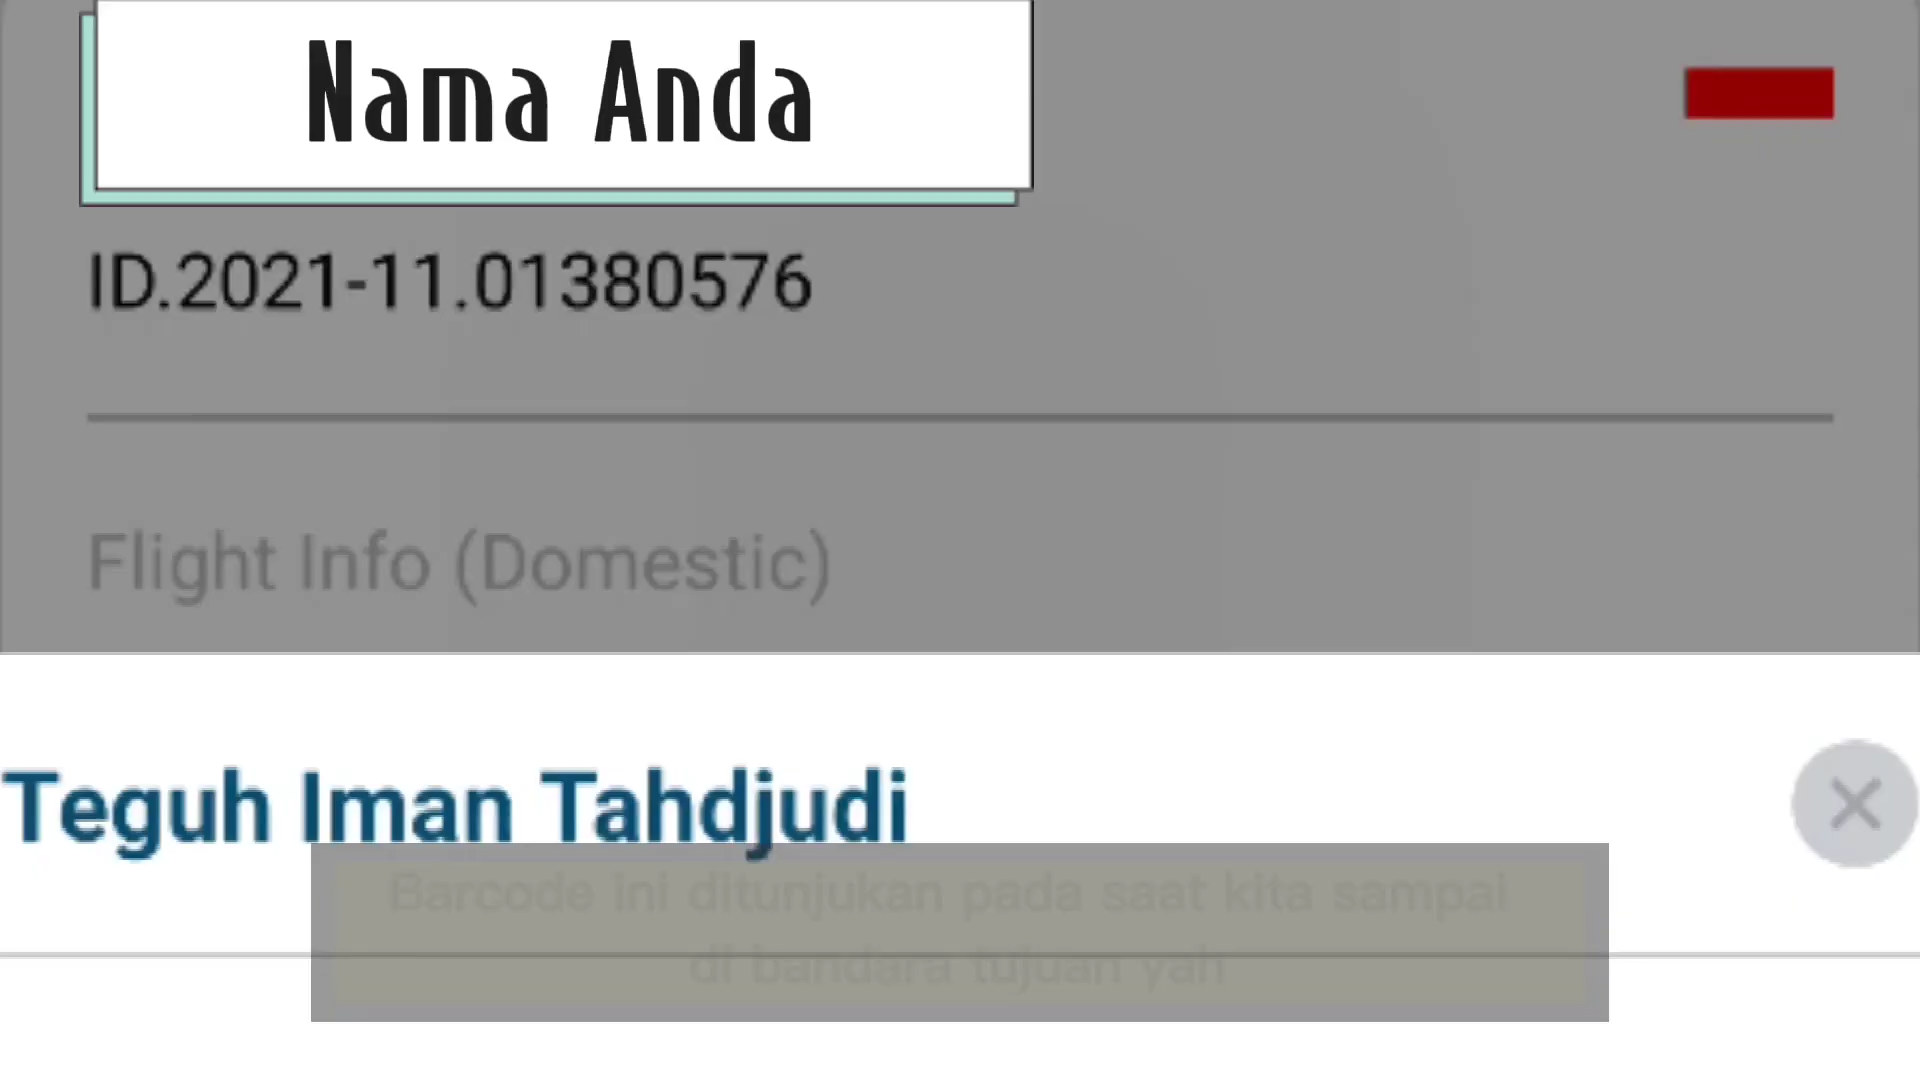 Nama Anda
ID.2021-11.01380576
Flight Info (Domestic)
Teguh Iman Tahdjudi
Barcode ini ditunjukan pada saat kita sampai
di bandara tujuan yah